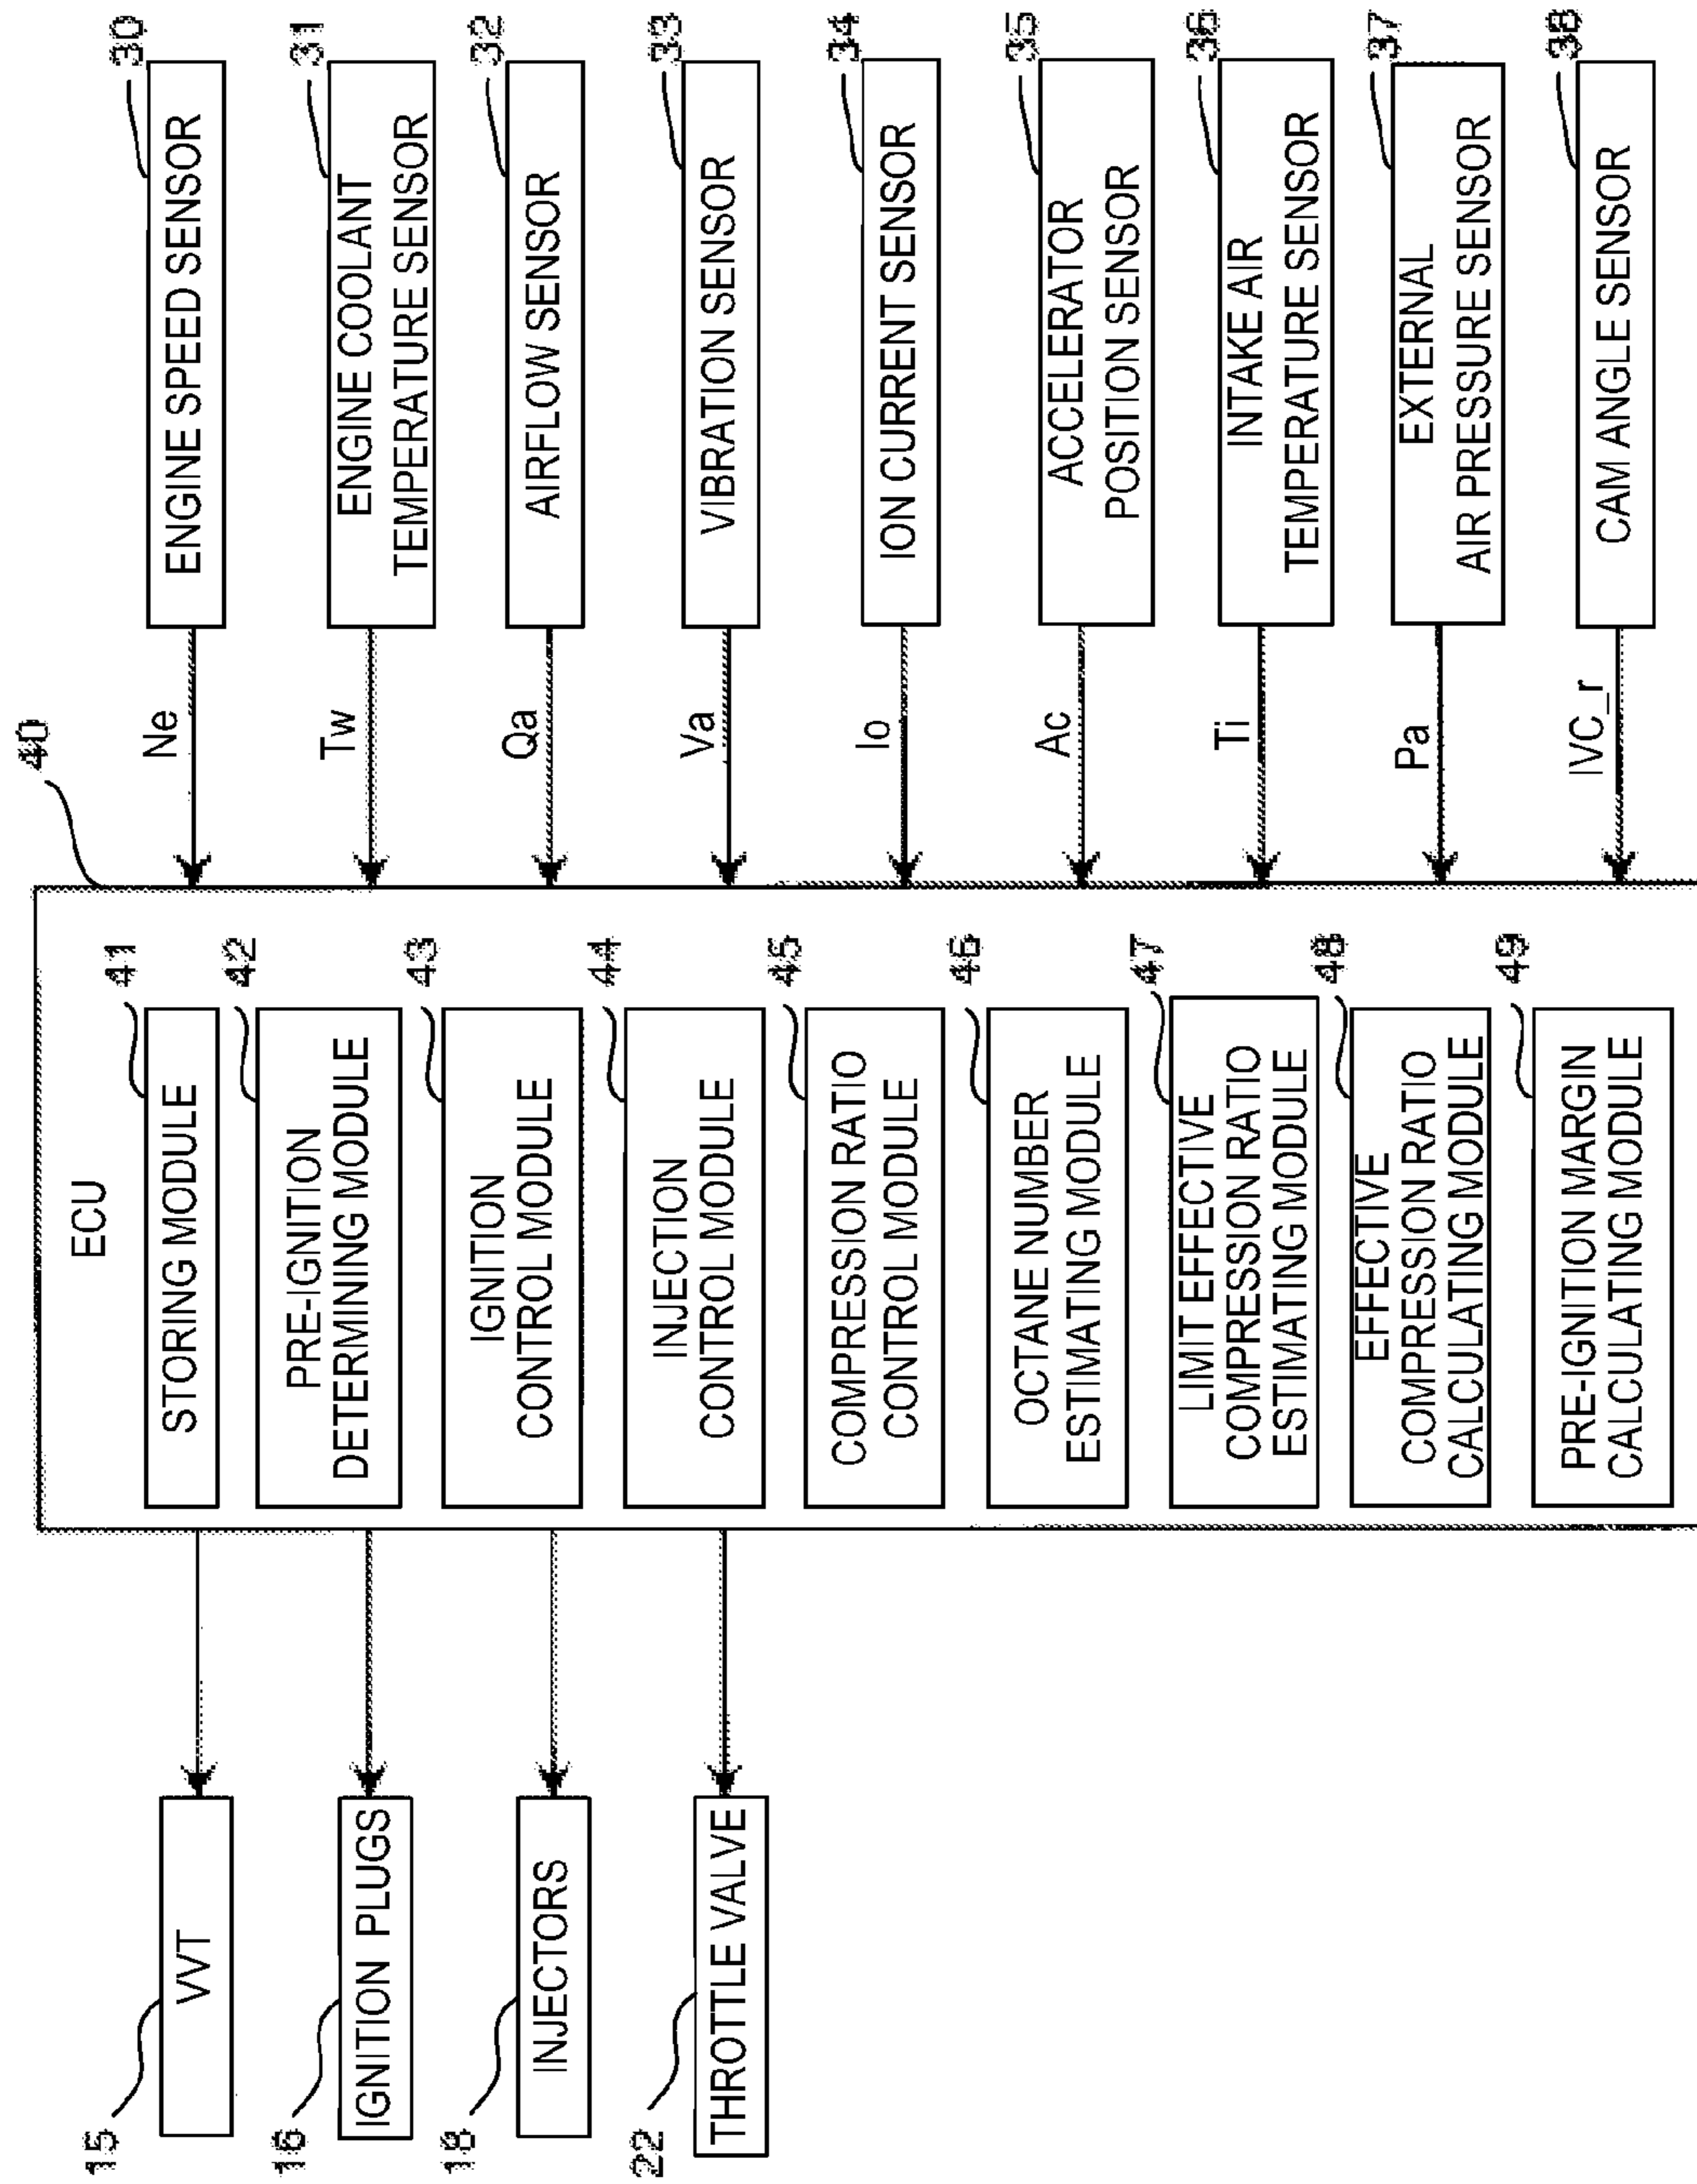 30
ENGINE SPEED SENSOR
Ne
31
ENGINE COOLANT
TEMPERATURE SENSOR
Tw
32
AIRFLOW SENSOR
Qa
33
VIBRATION SENSOR
Va
34
ION CURRENT SENSOR
Io
35
ACCELERATOR
POSITION SENSOR
Ac
36
INTAKE AIR
TEMPERATURE SENSOR
Ti
37
EXTERNAL
AIR PRESSURE SENSOR
Pa
38
CAM ANGLE SENSOR
IVC_r
40
ECU
41
STORING MODULE
42
PRE-IGNITION
DETERMINING MODULE
43
IGNITION
CONTROL MODULE
44
INJECTION
CONTROL MODULE
45
COMPRESSION RATIO
CONTROL MODULE
46
OCTANE NUMBER
ESTIMATING MODULE
47
LIMIT EFFECTIVE
COMPRESSION RATIO
ESTIMATING MODULE
48
EFFECTIVE
COMPRESSION RATIO
CALCULATING MODULE
49
PRE-IGNITION MARGIN
CALCULATING MODULE
15
VVT
16
IGNITION PLUGS
18
INJECTORS
22
THROTTLE VALVE